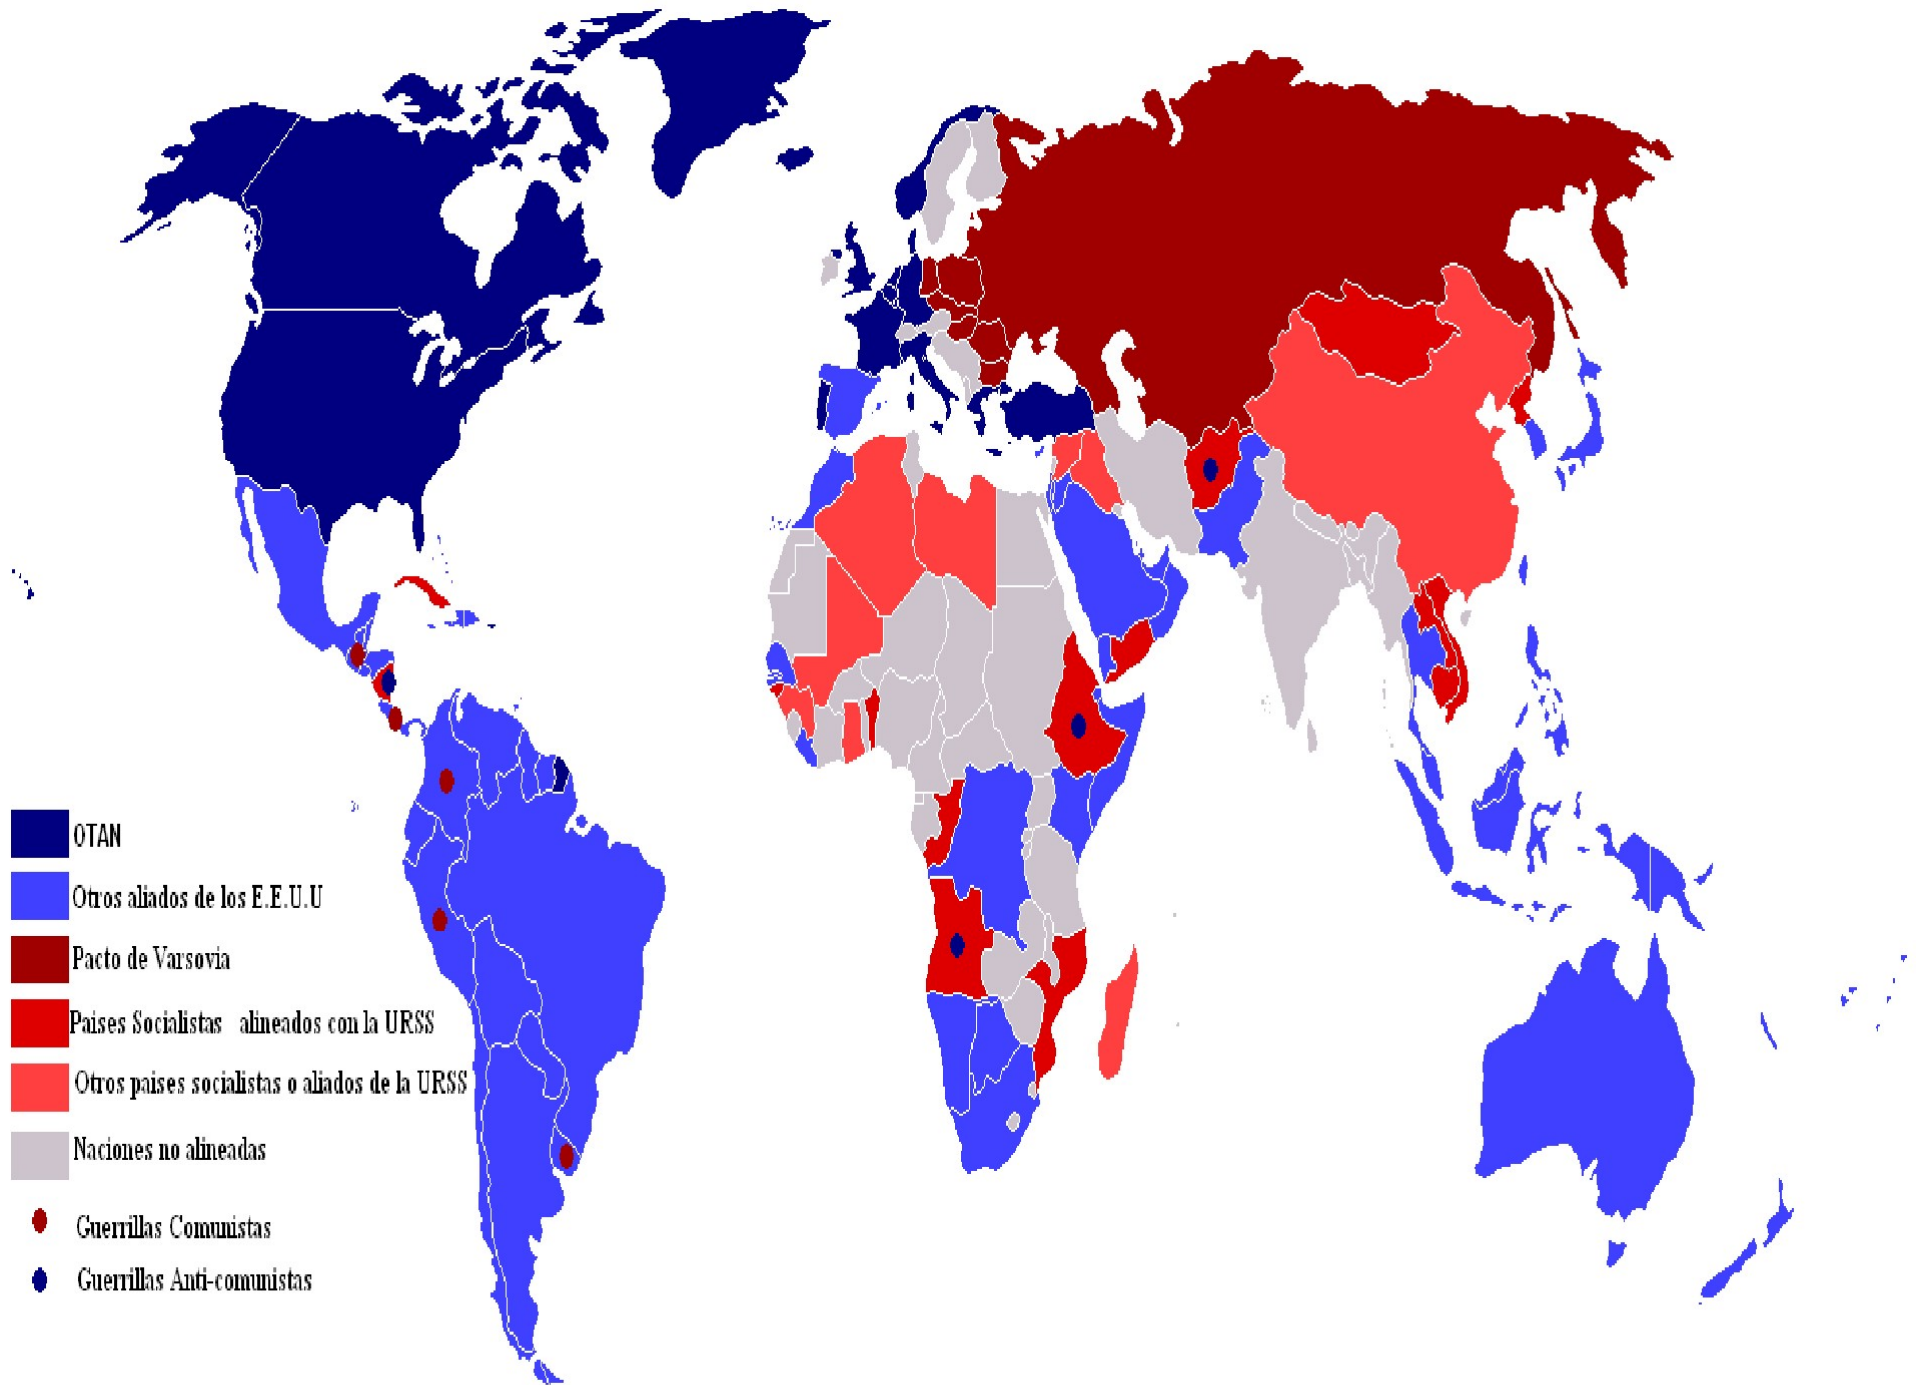 OTAN
Otros aliados de los E.E.U.U
Pacto de Varsovia
Paises Socialistas alineados con la URSS
Otros paises socialistas o aliados de la URSS
Naciones no alineadas
Guerrillas Comunistas
Guerrillas Anti-comunistas